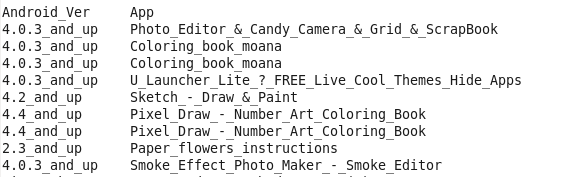 Android_Ver App
4.0.3_and_up Photo_Editor_&_Candy_Camera_&_Grid_&_ScrapBook
4.0.3_and_up Coloring_book_moana
4.0.3_and_up Coloring_book_moana
4.0.3_and_up U_Launcher_Lite_?_FREE_Live_Cool_Themes_Hide_Apps
4.2_and_up Sketch_-_Draw_&_Paint
4.4_and_up Pixel_Draw_-_Number_Art_Coloring_Book
4.4_and_up Pixel_Draw_-_Number_Art_Coloring_Book
2.3_and_up Paper_flowers_instructions
4.0.3_and_up Smoke_Effect_Photo_Maker_-_Smoke_Editor